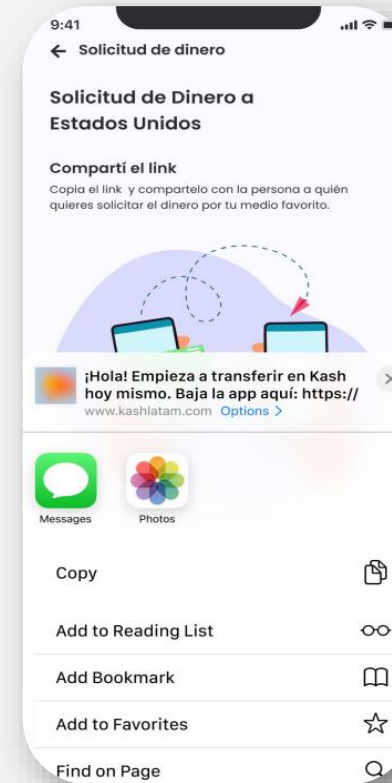 9:41
Solicitud de dinero
Solicitud de Dinero a
Estados Unidos
Compartí el link
Copia el link y compartelo con la persona a quién
quieres solicitar el dinero por tu medio favorito.
¡Hola! Empieza a transferir en Kash
hoy mismo. Baja la app aquí: https://
www.kashlatam.com Options >
Messages
Photos
Copy
Add to Reading List
Add Bookmark
Add to Favorites
Find on Page